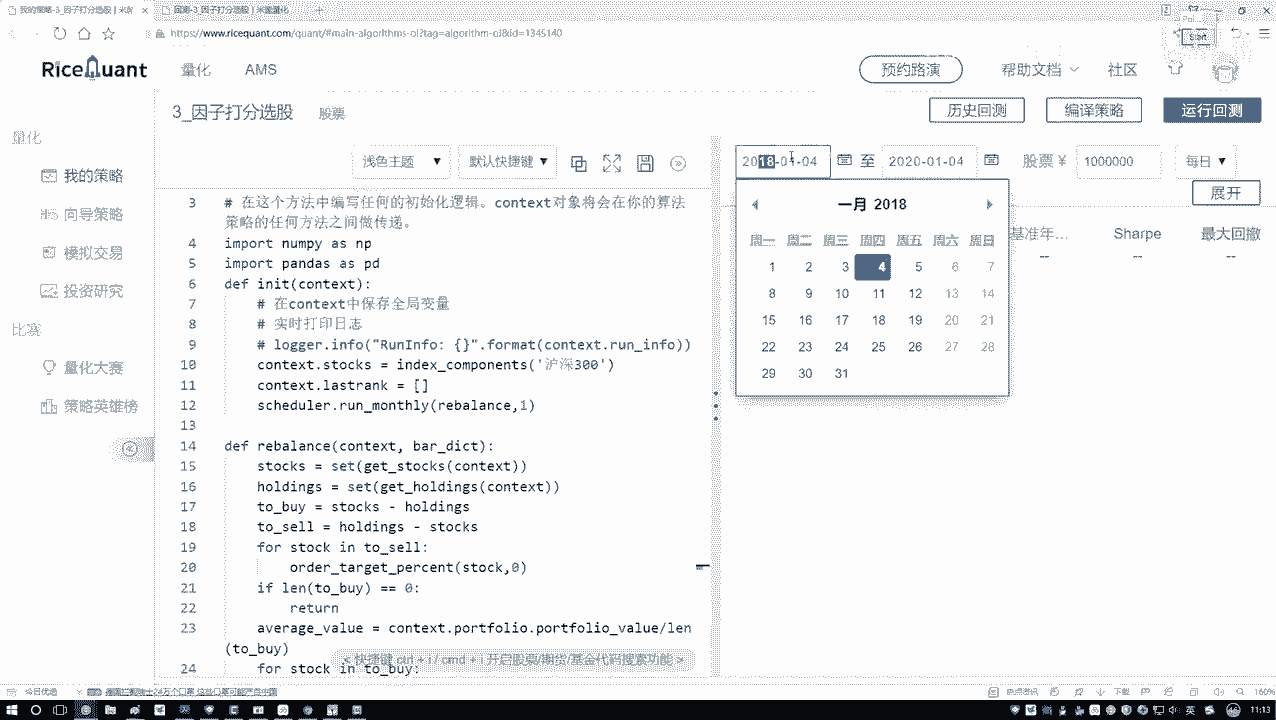 我的策略-3_因子打分选股 | 米筐
回测-3_因子打分选股 | 米筐量化
https://www.ricequant.com/quant/#main-algorithms-ol?tag=algorithm-ol&id=1345140
Start
RiceQuant
量化
AMS
预约路演
帮助文档
社区
3_因子打分选股
股票
历史回测
编译策略
运行回测
量化
我的策略
向导策略
模拟交易
投资研究
比赛
量化大赛
策略英雄榜
浅色主题
默认快捷键
2018-01-04
至
2020-01-04
股票 ¥
1000000
每日
展开
基准年...
Sharpe
最大回撤
--
--
--
一月 2018
周一 周二 周三 周四 周五 周六 周日
1 2 3 4 5 6 7
8 9 10 11 12 13 14
15 16 17 18 19 20 21
22 23 24 25 26 27 28
29 30 31
3 # 在这个方法中编写任何的初始化逻辑。context对象将会在你的算法
策略的任何方法之间做传递。
4 import numpy as np
5 import pandas as pd
6 def init(context):
7 # 在context中保存全局变量
8 # 实时打印日志
9 # logger.info("RunInfo: {}".format(context.run_info))
10 context.stocks = index_components('沪深300')
11 context.lastrank = []
12 scheduler.run_monthly(rebalance,1)
13
14 def rebalance(context, bar_dict):
15 stocks = set(get_stocks(context))
16 holdings = set(get_holdings(context))
17 to_buy = stocks - holdings
18 to_sell = holdings - stocks
19 for stock in to_sell:
20 order_target_percent(stock,0)
21 if len(to_buy) == 0:
22 return
23 average_value = context.portfolio.portfolio_value/len
(to_buy)
24 for stock in to_buy:
< 快捷键 ctrl + i / cmd + i 开启股票/期货/基金代码搜索功能 >
今日优选
下载
160%
英
11:13